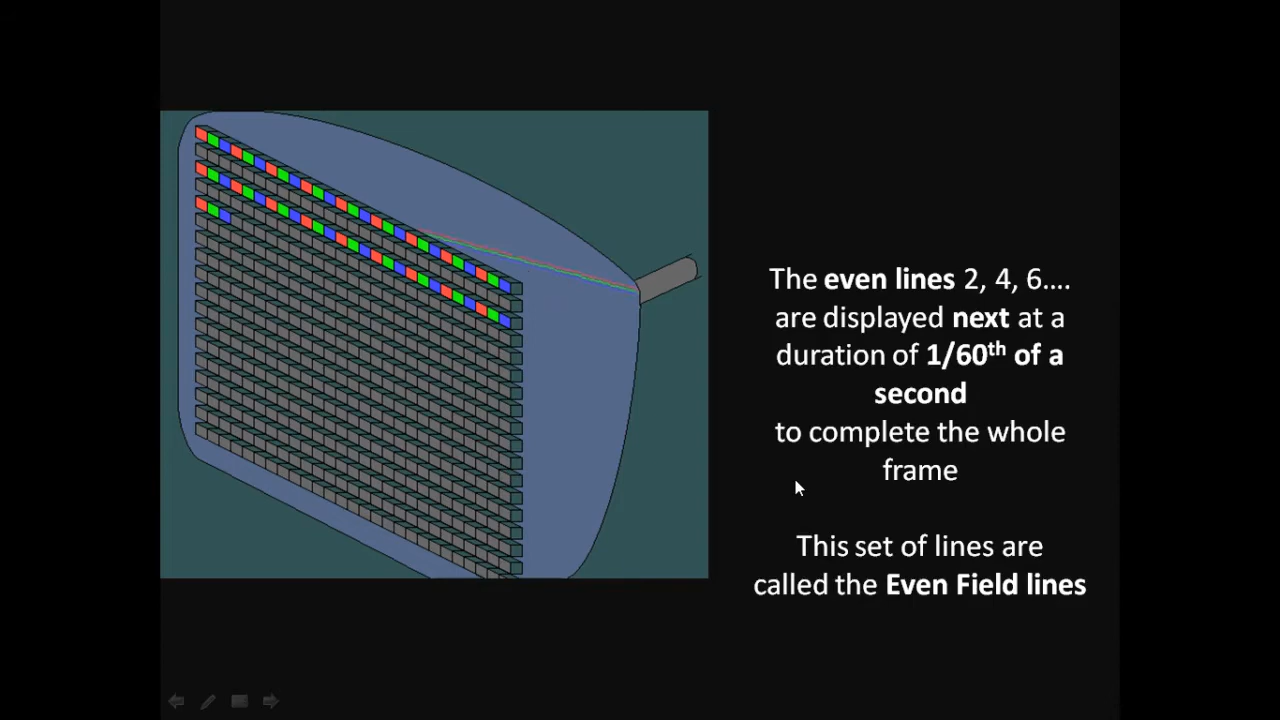 The even lines 2, 4, 6....
are displayed next at a
duration of 1/60th of a
second
to complete the whole
frame
This set of lines are
called the Even Field lines